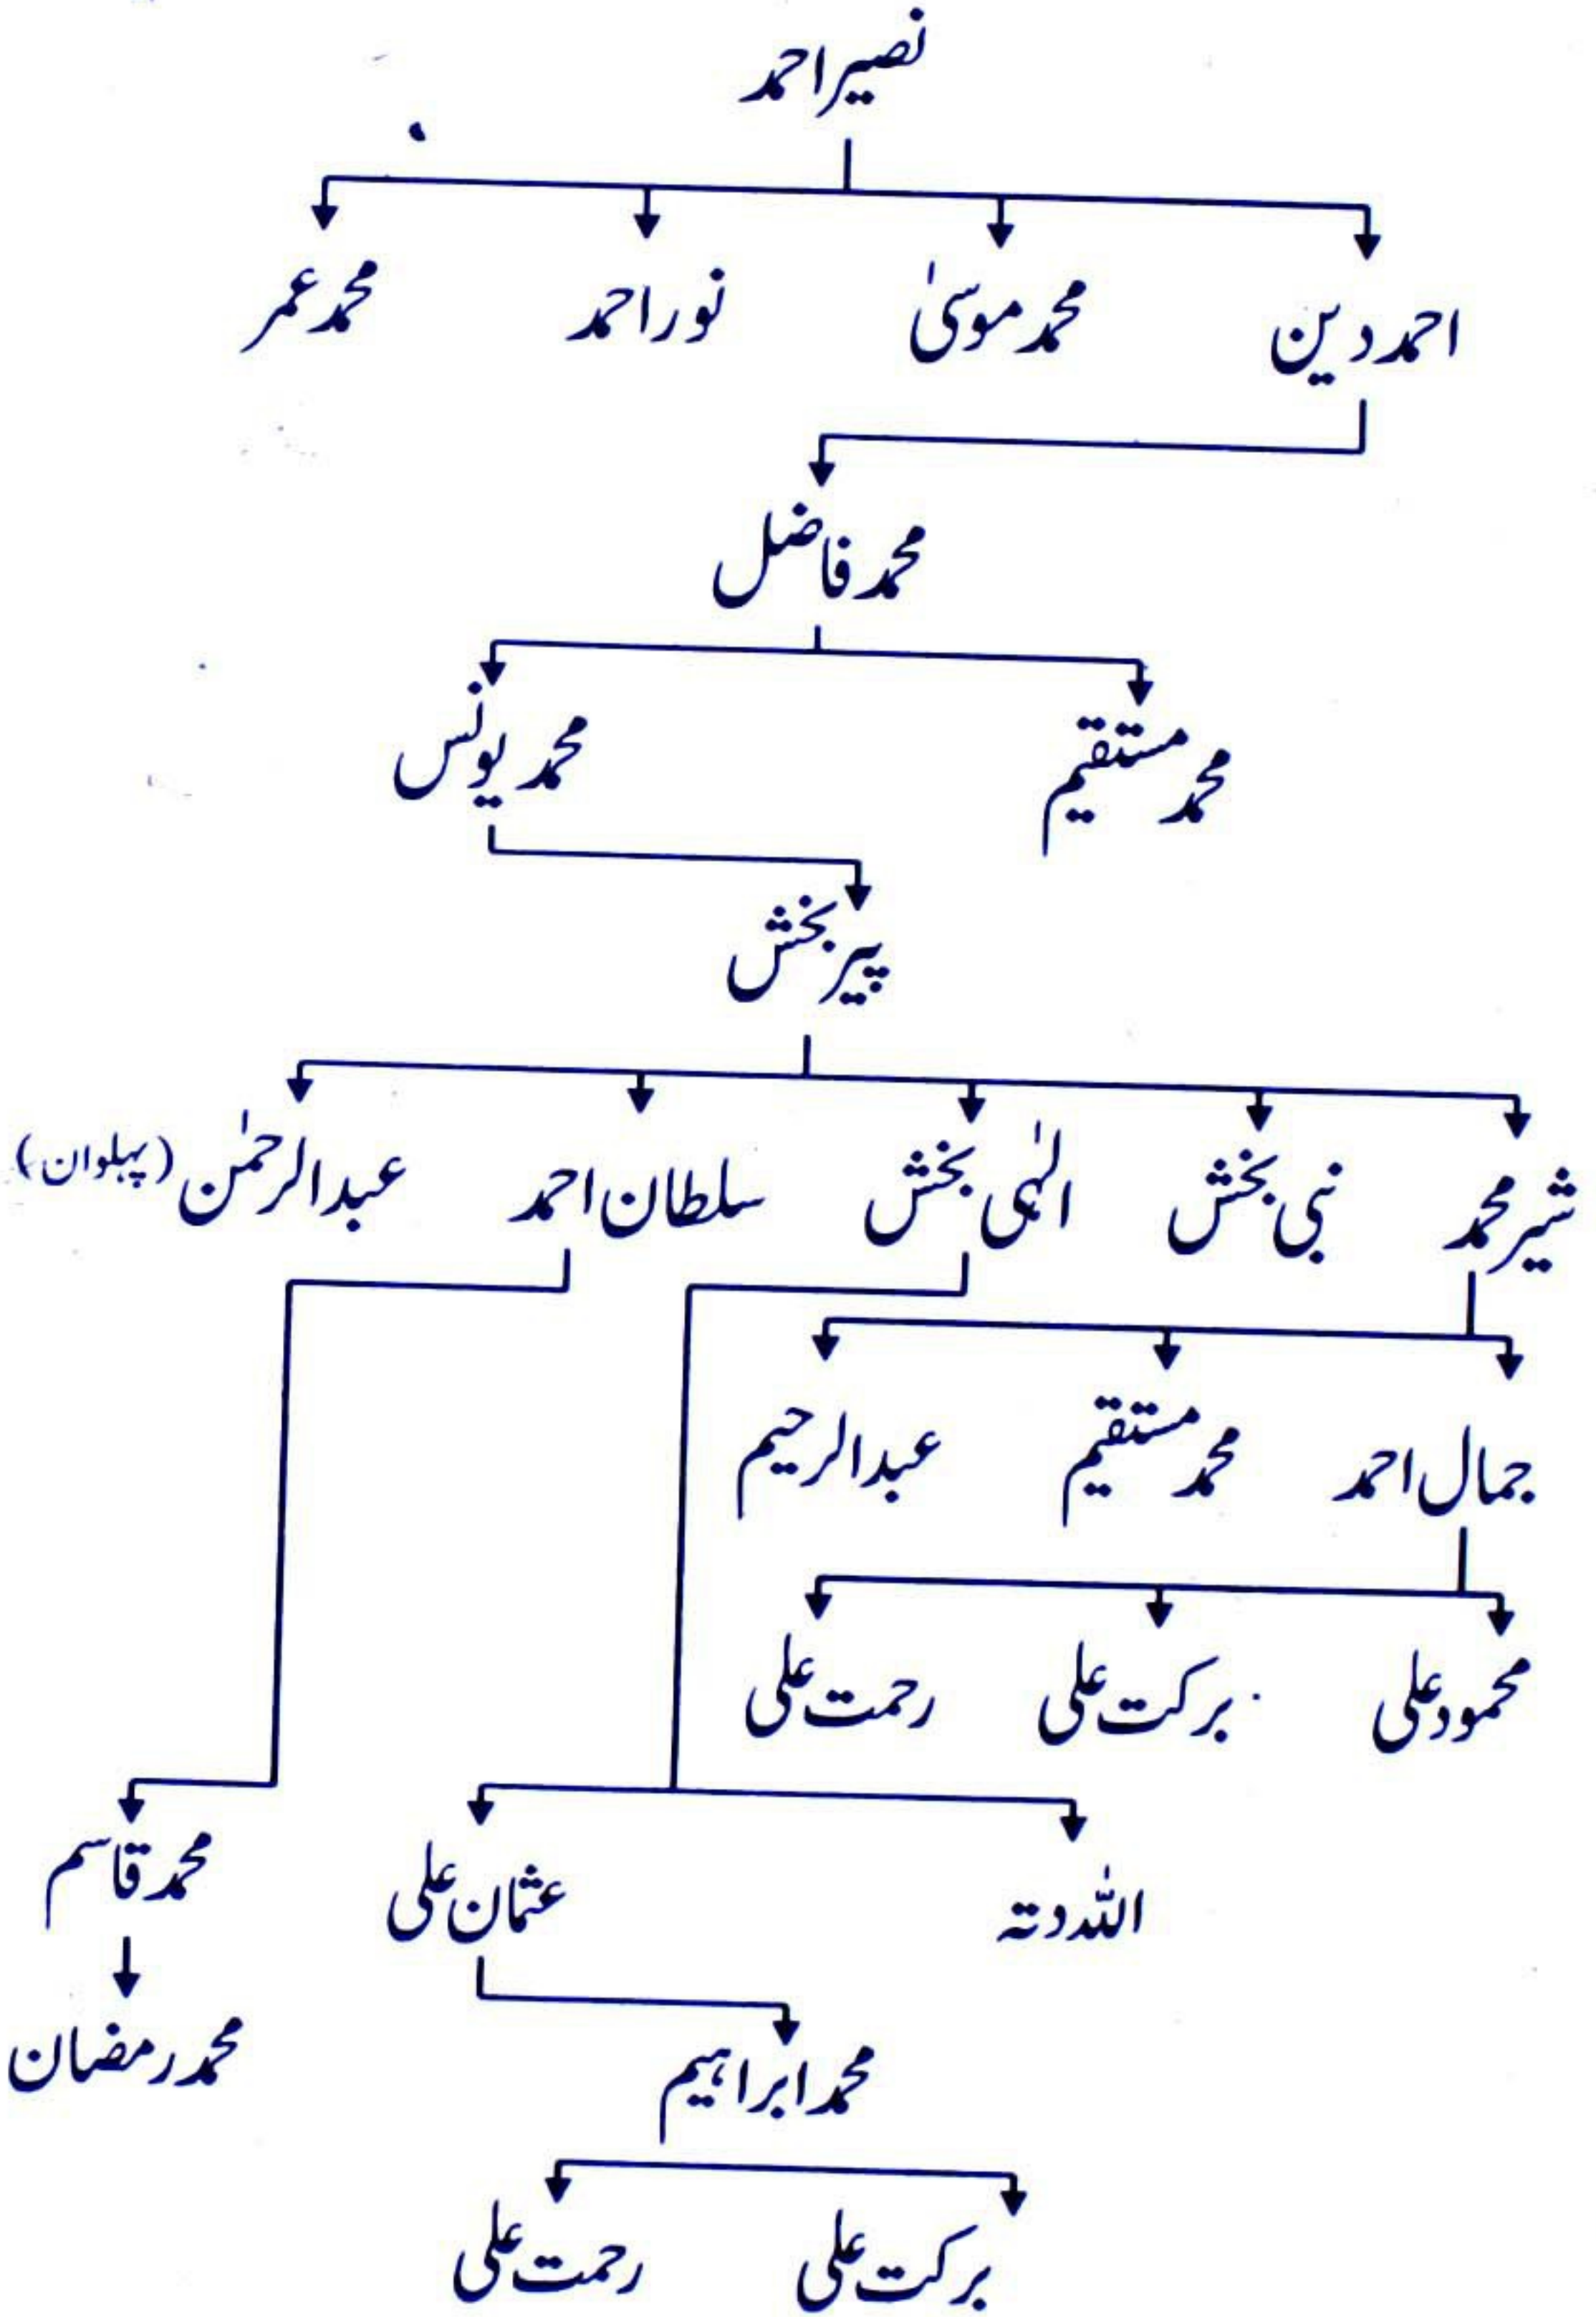 نصیر احمد
احمد دین محمد موسیٰ نور احمد محمد عمر
محمد فاضل
محمد مستقیم محمد یونس
پیر بخش
شیر محمد نبی بخش الٰہی بخش سلطان احمد عبدالرحمٰن (پہلوان)
جمال احمد محمد مستقیم عبدالرحیم
محمود علی برکت علی رحمت علی
اللہ دتہ عثمان علی محمد قاسم
محمد رمضان
محمد ابراہیم
برکت علی رحمت علی